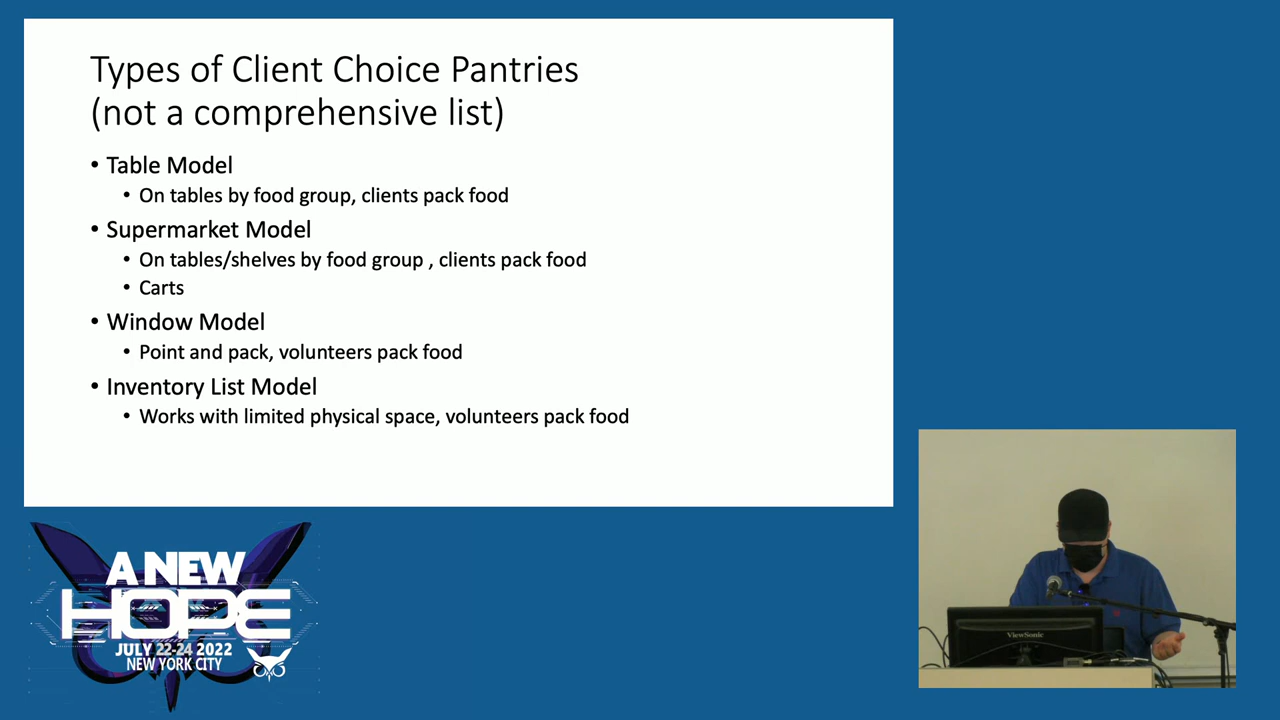 Types of Client Choice Pantries
(not a comprehensive list)
• Table Model
• On tables by food group, clients pack food
• Supermarket Model
• On tables/shelves by food group , clients pack food
• Carts
• Window Model
• Point and pack, volunteers pack food
• Inventory List Model
• Works with limited physical space, volunteers pack food
A NEW
HOPE
JULY 22-24 2022
NEW YORK CITY
ViewSonic